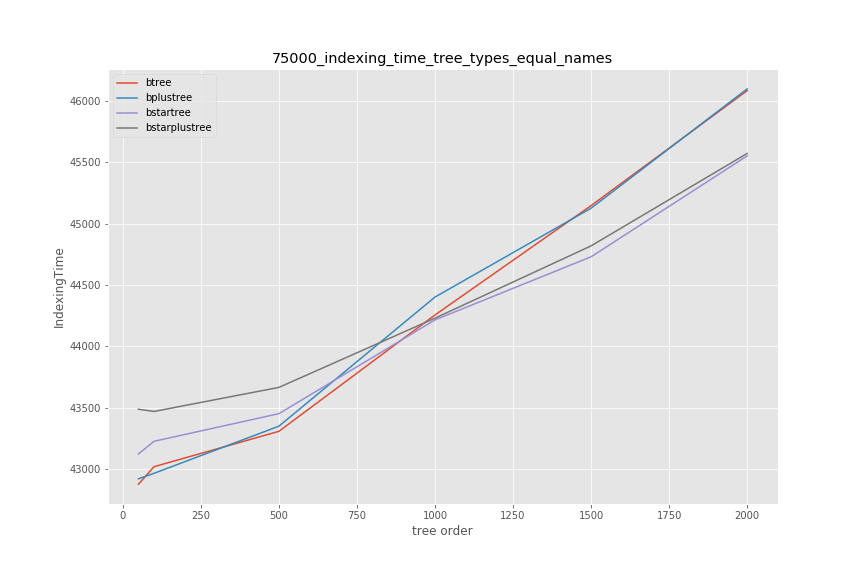 75000_indexing_time_tree_types_equal_names
btree
bplustree
bstartree
bstarplustree
46000
45500
45000
44500
44000
43500
43000
IndexingTime
0 250 500 750 1000 1250 1500 1750 2000
tree order